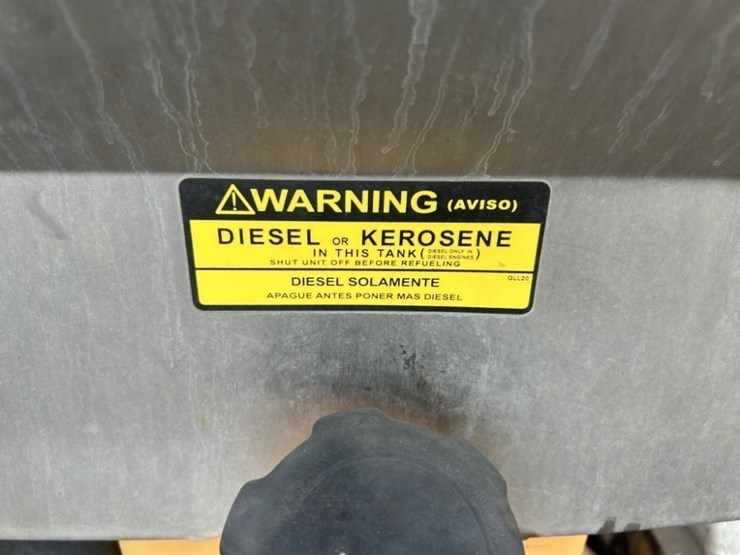 WARNING (AVISO)
DIESEL OR KEROSENE
IN THIS TANK (DIESEL ONLY IN DIESEL ENGINES)
SHUT UNIT OFF BEFORE REFUELING
DIESEL SOLAMENTE
GLL20
APAGUE ANTES PONER MAS DIESEL